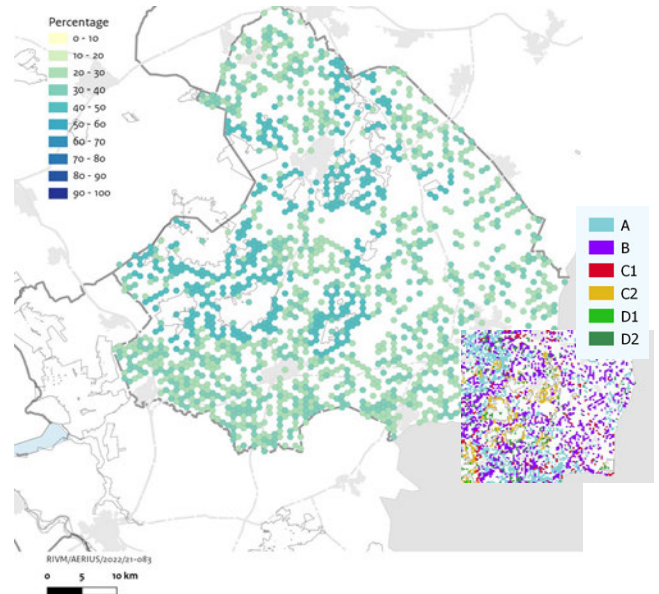 Percentage
0 - 10
10 - 20
20 - 30
30 - 40
40 - 50
50 - 60
60 - 70
70 - 80
80 - 90
90 - 100
A
B
C1
C2
D1
D2
RIVM/AERIUS/2022/21-083
0 5 10 km